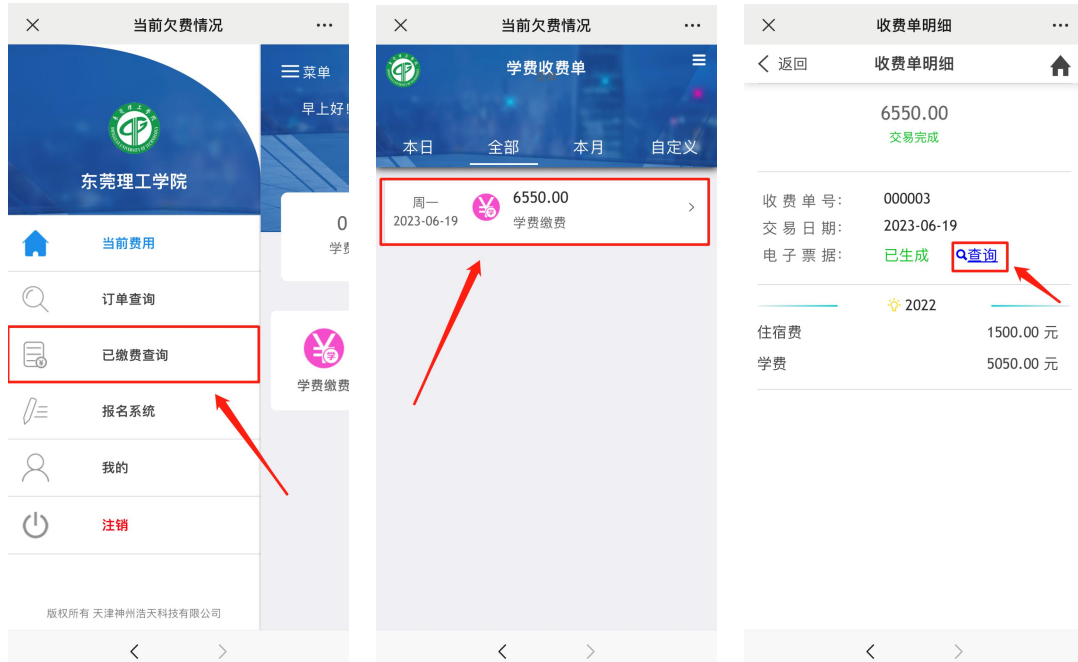 当前欠费情况
东莞理工学院
当前费用
订单查询
已缴费查询
报名系统
我的
注销
版权所有 天津神州浩天科技有限公司
菜单
早上好!
0
学费
学费缴费
当前欠费情况
学费收费单
本日 全部 本月 自定义
周一
2023-06-19
6550.00
学费缴费
收费单明细
返回 收费单明细
6550.00
交易完成
收费单号: 000003
交易日期: 2023-06-19
电子票据: 已生成 查询
2022
住宿费 1500.00 元
学费 5050.00 元